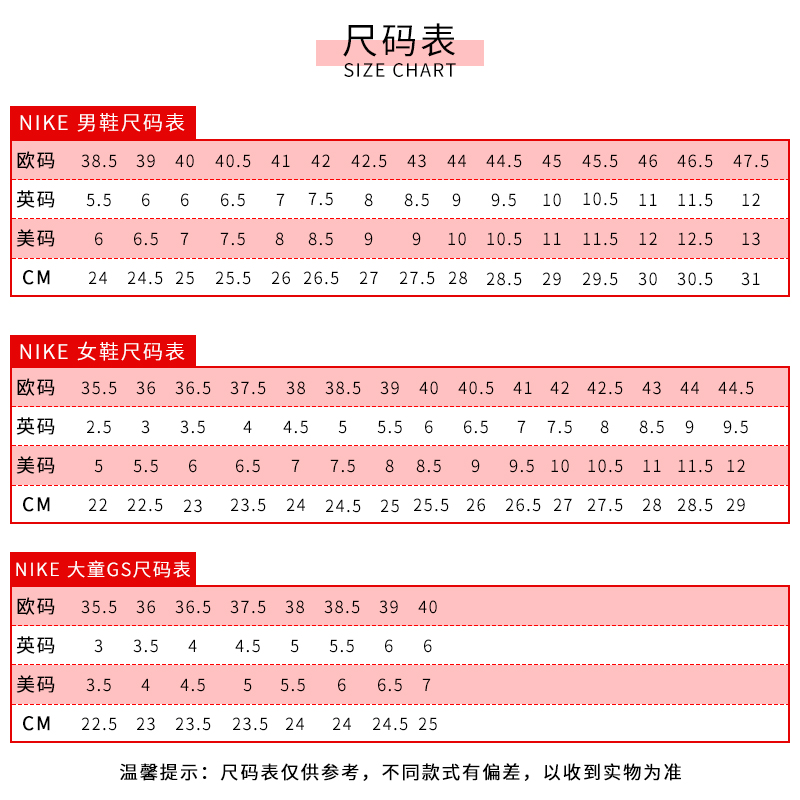 尺码表
SIZE CHART
NIKE 男鞋尺码表
欧码 38.5 39 40 40.5 41 42 42.5 43 44 44.5 45 45.5 46 46.5 47.5
英码 5.5 6 6 6.5 7 7.5 8 8.5 9 9.5 10 10.5 11 11.5 12
美码 6 6.5 7 7.5 8 8.5 9 9 10 10.5 11 11.5 12 12.5 13
CM 24 24.5 25 25.5 26 26.5 27 27.5 28 28.5 29 29.5 30 30.5 31
NIKE 女鞋尺码表
欧码 35.5 36 36.5 37.5 38 38.5 39 40 40.5 41 42 42.5 43 44 44.5
英码 2.5 3 3.5 4 4.5 5 5.5 6 6.5 7 7.5 8 8.5 9 9.5
美码 5 5.5 6 6.5 7 7.5 8 8.5 9 9.5 10 10.5 11 11.5 12
CM 22 22.5 23 23.5 24 24.5 25 25.5 26 26.5 27 27.5 28 28.5 29
NIKE 大童GS尺码表
欧码 35.5 36 36.5 37.5 38 38.5 39 40
英码 3 3.5 4 4.5 5 5.5 6 6
美码 3.5 4 4.5 5 5.5 6 6.5 7
CM 22.5 23 23.5 23.5 24 24 24.5 25
温馨提示：尺码表仅供参考，不同款式有偏差，以收到实物为准